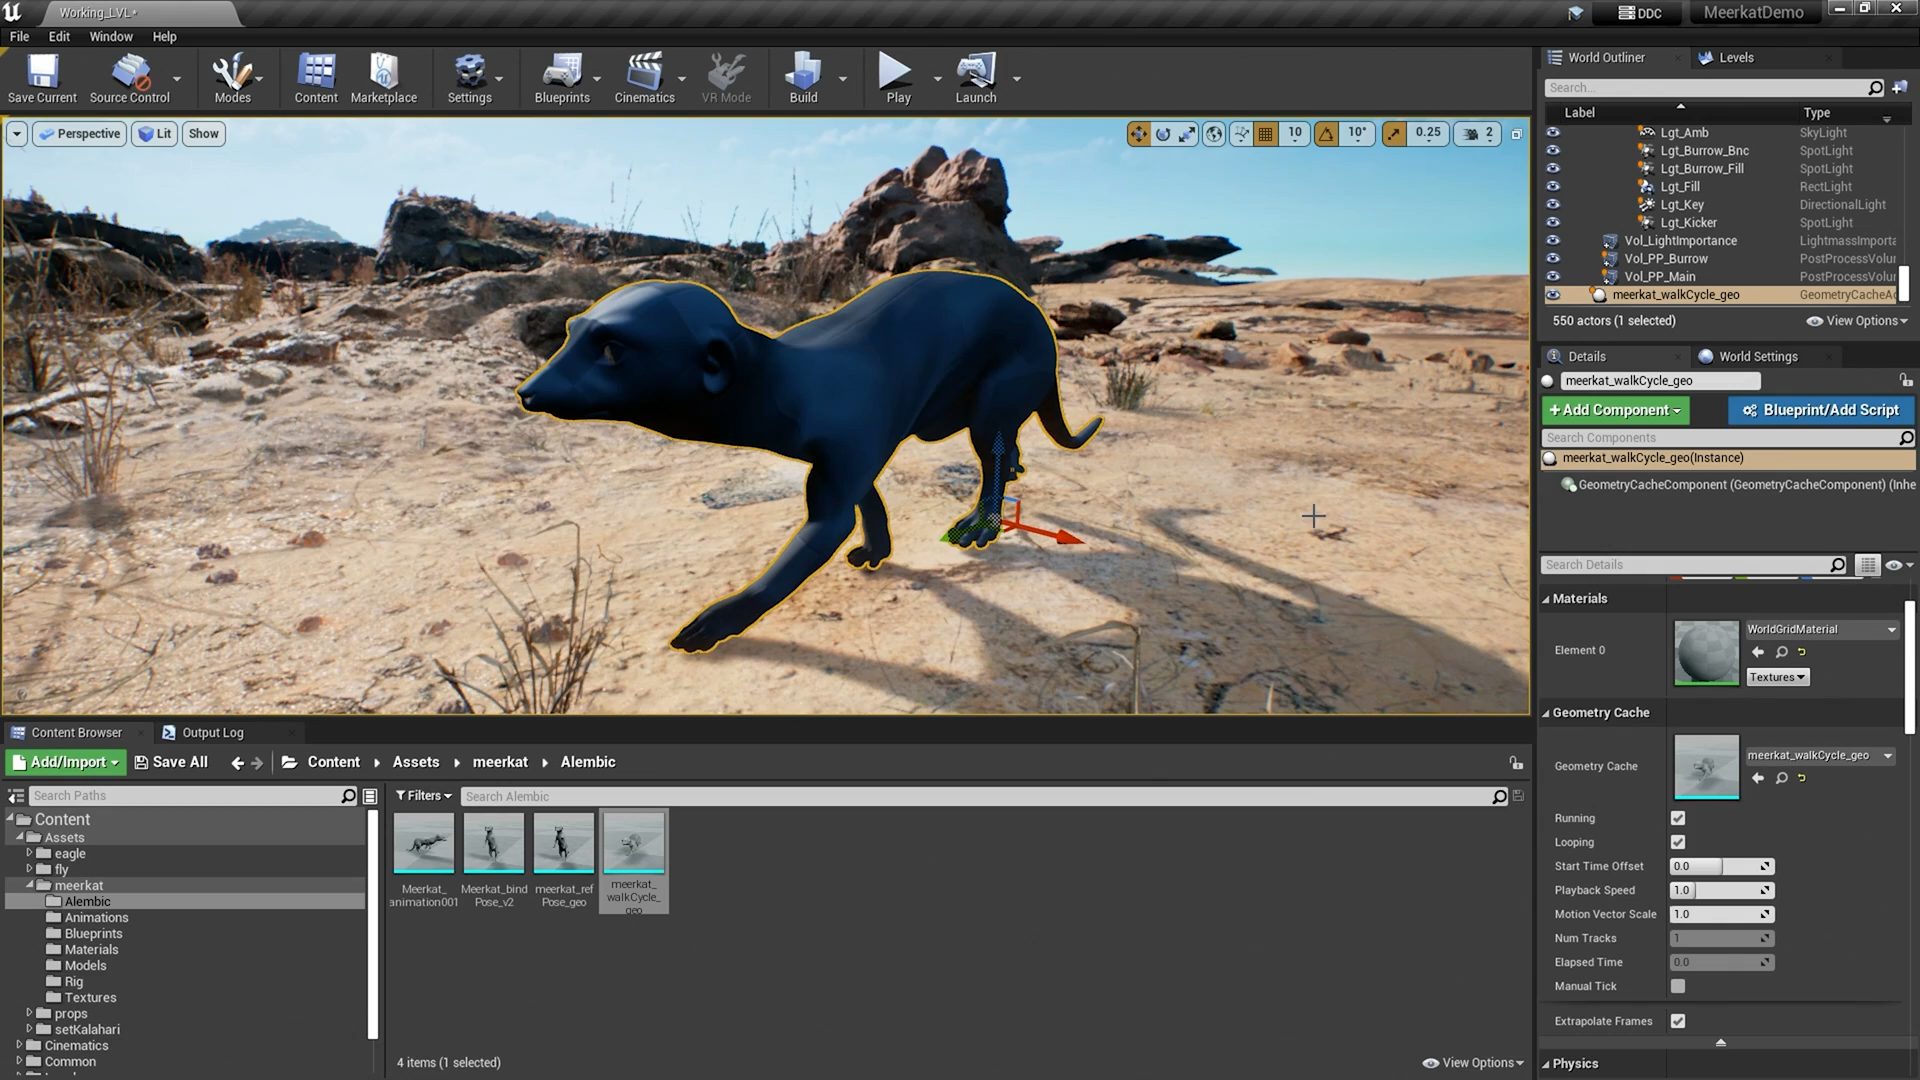 Working_LVL*
DDC
MeerkatDemo
File Edit Window Help
Save Current
Source Control
Modes
Content
Marketplace
Settings
Blueprints
Cinematics
VR Mode
Build
Play
Launch
Perspective
Lit
Show
10
10°
0.25
2
World Outliner
Levels
Search...
Label Type
Lgt_Amb SkyLight
Lgt_Burrow_Bnc SpotLight
Lgt_Burrow_Fill SpotLight
Lgt_Fill RectLight
Lgt_Key DirectionalLight
Lgt_Kicker SpotLight
Vol_LightImportance LightmassImporta
Vol_PP_Burrow PostProcessVolu
Vol_PP_Main PostProcessVolu
meerkat_walkCycle_geo GeometryCacheA
550 actors (1 selected)
View Options
Details
World Settings
meerkat_walkCycle_geo
+Add Component
Blueprint/Add Script
Search Components
meerkat_walkCycle_geo(Instance)
GeometryCacheComponent (GeometryCacheComponent) (Inhe
Search Details
Materials
Element 0
WorldGridMaterial
Textures
Geometry Cache
Geometry Cache
meerkat_walkCycle_geo
Running
Looping
Start Time Offset 0.0
Playback Speed 1.0
Motion Vector Scale 1.0
Num Tracks 1
Elapsed Time 0.0
Manual Tick
Extrapolate Frames
Physics
Content Browser
Output Log
Add/Import
Save All
Content
Assets
meerkat
Alembic
Search Paths
Filters
Search Alembic
Content
Assets
eagle
fly
meerkat
Alembic
Animations
Blueprints
Materials
Models
Rig
Textures
props
setKalahari
Cinematics
Common
Meerkat_
animation001
Meerkat_bind
Pose_v2
meerkat_ref
Pose_geo
meerkat_
walkCycle_
geo
4 items (1 selected)
View Options